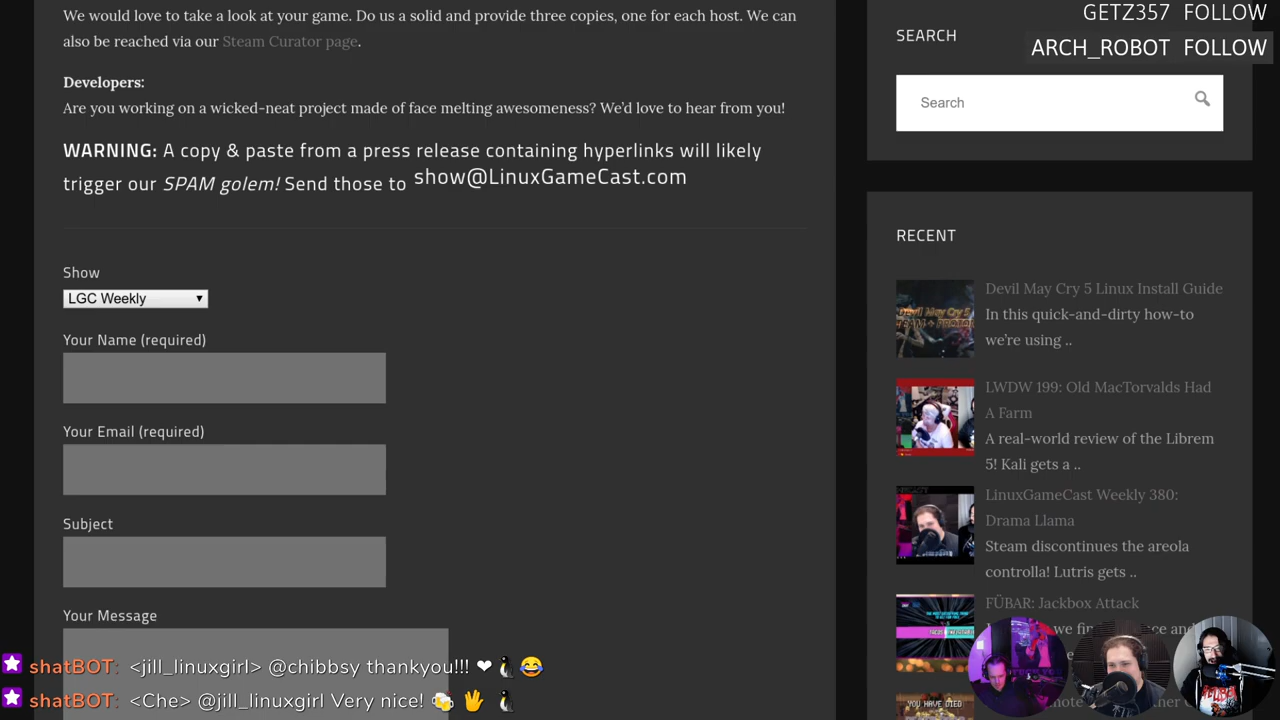 We would love to take a look at your game. Do us a solid and provide three copies, one for each host. We can
also be reached via our Steam Curator page.
Developers:
Are you working on a wicked-neat project made of face melting awesomeness? We'd love to hear from you!
WARNING: A copy & paste from a press release containing hyperlinks will likely
trigger our SPAM golem! Send those to show@LinuxGameCast.com
Show
LGC Weekly
Your Name (required)
Your Email (required)
Subject
Your Message
GETZ357 FOLLOW
ARCH_ROBOT FOLLOW
SEARCH
Search
RECENT
Devil May Cry 5 Linux Install Guide
In this quick-and-dirty how-to
we're using ..
LWDW 199: Old MacTorvalds Had
A Farm
A real-world review of the Librem
5! Kali gets a ..
LinuxGameCast Weekly 380:
Drama Llama
Steam discontinues the areola
controlla! Lutris gets ..
FÜBAR: Jackbox Attack
we
and
YOU HAVE DIED
shatBOT: <jill_linuxgirl> @chibbsy thankyou!!! ❤🐧😂
shatBOT: <Che> @jill_linuxgirl Very nice! 🍻 🖖 🐧